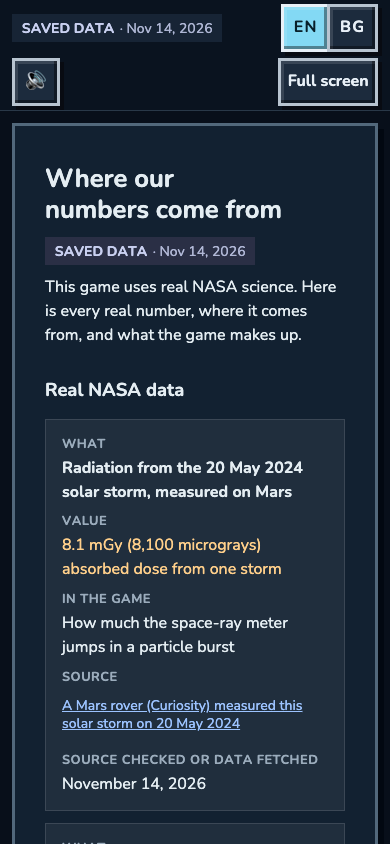 SAVED DATA · Nov 14, 2026
EN
BG
Full screen
Where our
numbers come from
SAVED DATA · Nov 14, 2026
This game uses real NASA science. Here
is every real number, where it comes
from, and what the game makes up.
Real NASA data
WHAT
Radiation from the 20 May 2024
solar storm, measured on Mars
VALUE
8.1 mGy (8,100 micrograys)
absorbed dose from one storm
IN THE GAME
How much the space-ray meter
jumps in a particle burst
SOURCE
A Mars rover (Curiosity) measured this
solar storm on 20 May 2024
SOURCE CHECKED OR DATA FETCHED
November 14, 2026